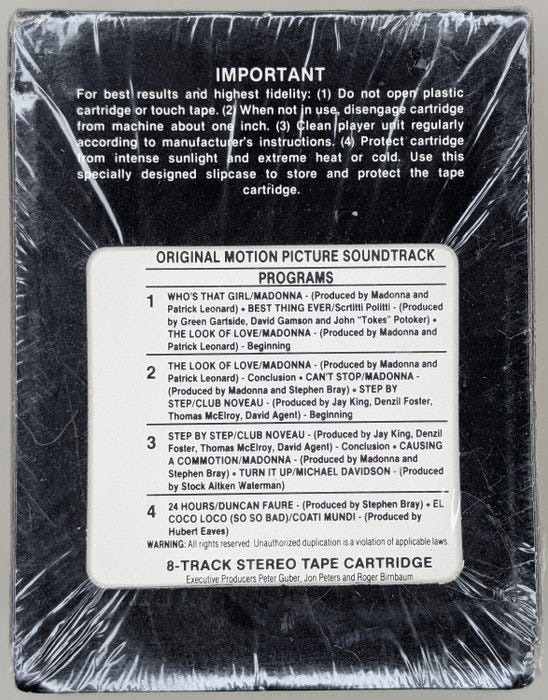 IMPORTANT
For best results and highest fidelity: (1) Do not open plastic
cartridge or touch tape. (2) When not in use, disengage cartridge
from machine about one inch. (3) Clean player unit regularly
according to manufacturer's instructions. (4) Protect cartridge
from intense sunlight and extreme heat or cold. Use this
specially designed slipcase to store and protect the tape
cartridge.
ORIGINAL MOTION PICTURE SOUNDTRACK
PROGRAMS
1 WHO'S THAT GIRL/MADONNA - (Produced by Madonna and
Patrick Leonard) • BEST THING EVER/Scrtitti Politti - (Produced
by Green Gartside, David Gamson and John "Tokes" Potoker) •
THE LOOK OF LOVE/MADONNA - (Produced by Madonna and
Patrick Leonard) - Beginning
2 THE LOOK OF LOVE/MADONNA - (Produced by Madonna and
Patrick Leonard) - Conclusion • CAN'T STOP/MADONNA -
(Produced by Madonna and Stephen Bray) • STEP BY
STEP/CLUB NOVEAU - (Produced by Jay King, Denzil Foster,
Thomas McElroy, David Agent) - Beginning
3 STEP BY STEP/CLUB NOVEAU - (Produced by Jay King, Denzil
Foster, Thomas McElroy, David Agent) - Conclusion • CAUSING
A COMMOTION/MADONNA - (Produced by Madonna and
Stephen Bray) • TURN IT UP/MICHAEL DAVIDSON - (Produced
by Stock Aitken Waterman)
4 24 HOURS/DUNCAN FAURE - (Produced by Stephen Bray) • EL
COCO LOCO (SO SO BAD)/COATI MUNDI - (Produced by
Hubert Eaves)
WARNING: All rights reserved. Unauthorized duplication is a violation of applicable laws.
8-TRACK STEREO TAPE CARTRIDGE
Executive Producers Peter Guber, Jon Peters and Roger Birnbaum